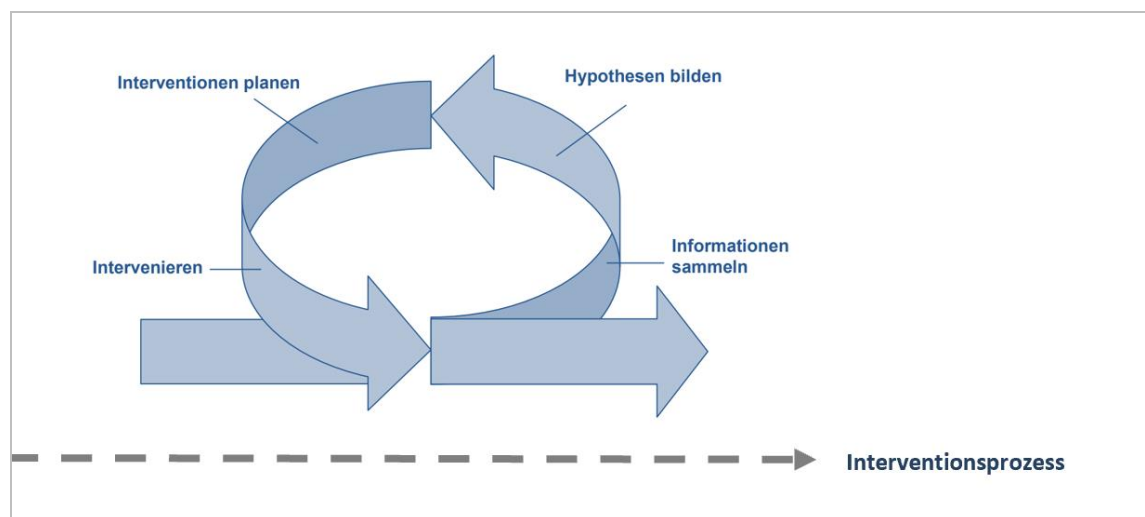 Interventionen planen
Hypothesen bilden
Intervenieren
Informationen
sammeln
Interventionsprozess